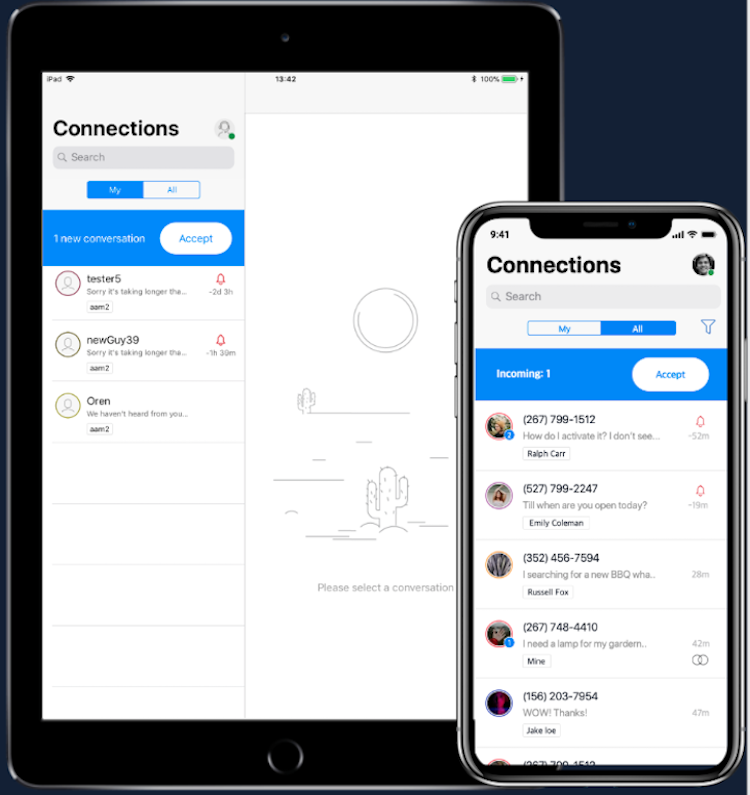 iPad
13:42
100%
Connections
Search
My
All
1 new conversation
Accept
tester5
Sorry it's taking longer tha...
-2d 3h
aam2
newGuy39
Sorry it's taking longer tha...
-1h 39m
aam2
Oren
We haven't heard from you...
aam2
Please select a conversation
9:41
Connections
Search
My
All
Incoming: 1
Accept
(267) 799-1512
How do I activate it? I don't see...
-52m
2
Ralph Carr
(527) 799-2247
Till when are you open today?
-19m
Emily Coleman
(352) 456-7594
I searching for a new BBQ wha..
28m
Russell Fox
(267) 748-4410
I need a lamp for my gardern..
42m
1
Mine
(156) 203-7954
WOW! Thanks!
47m
Jake loe